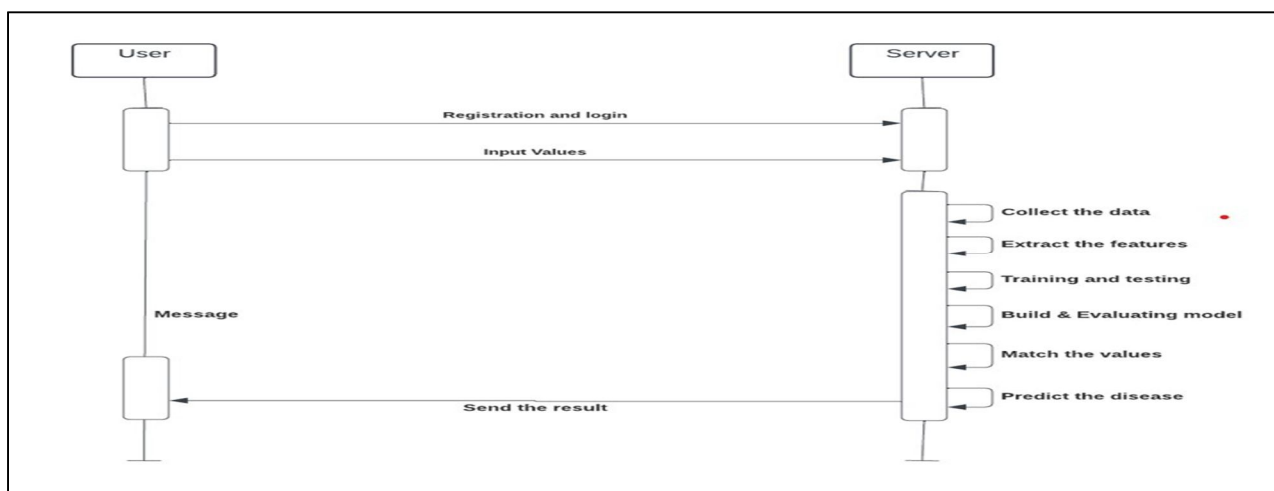 User
Server
Registration and login
Input Values
Collect the data
Extract the features
Training and testing
Message
Build & Evaluating model
Match the values
Predict the disease
Send the result